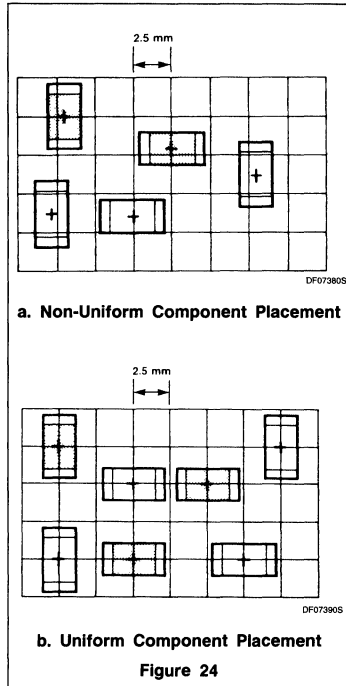 2.5 mm
DF07380S
a. Non-Uniform Component Placement
2.5 mm
DF07390S
b. Uniform Component Placement
Figure 24